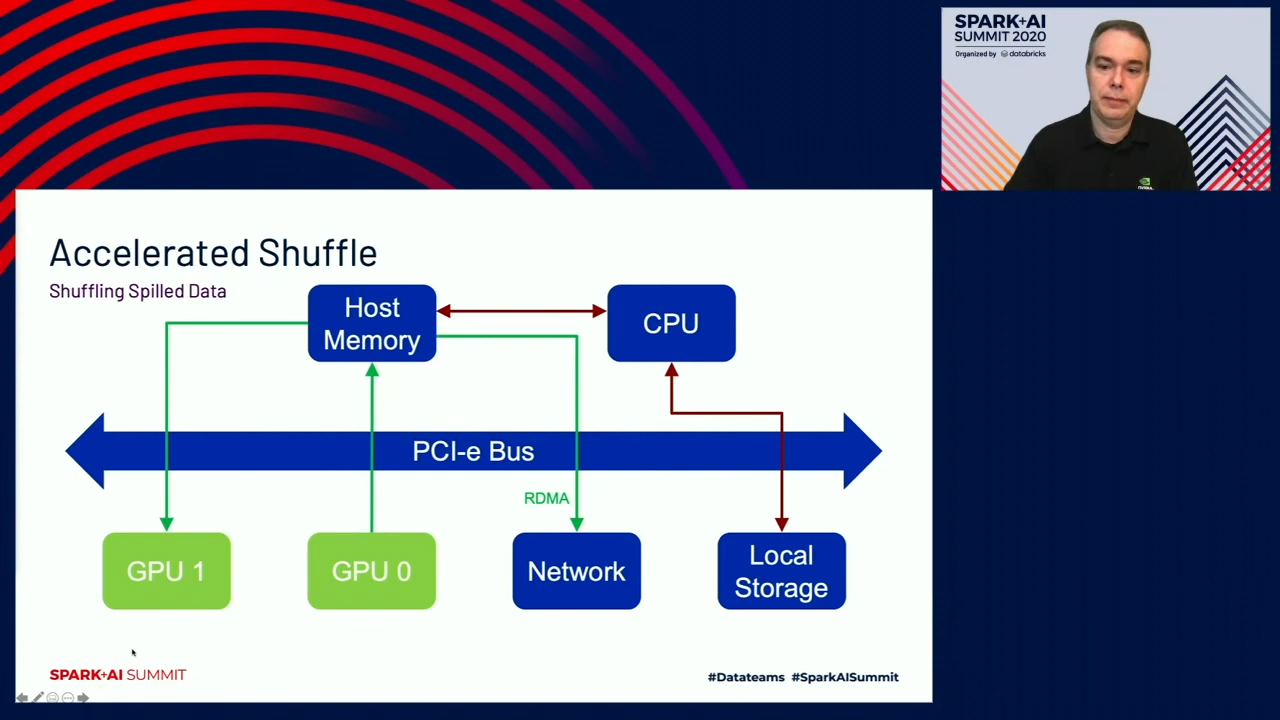 SPARK+AI
SUMMIT 2020
Organized by databricks
NVIDIA.
Accelerated Shuffle
Shuffling Spilled Data
Host
Memory
CPU
PCI-e Bus
RDMA
GPU 1
GPU 0
Network
Local
Storage
SPARK+AI SUMMIT
#Datateams #SparkAISummit